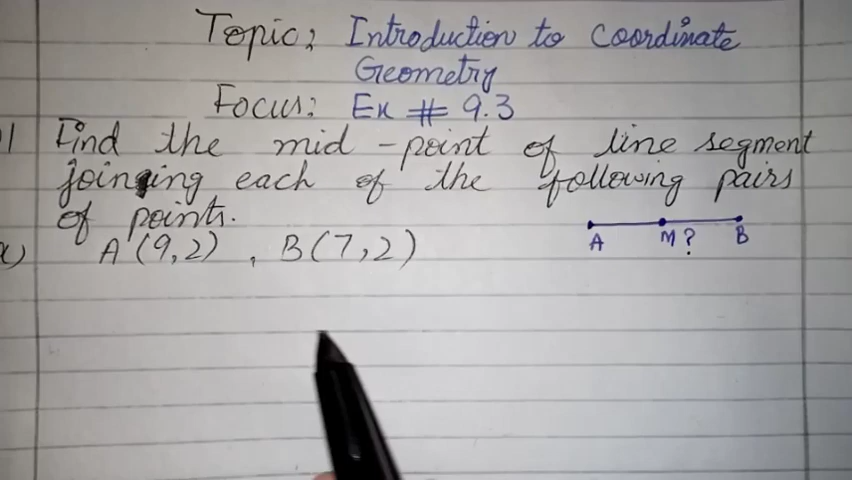 Topic: Introduction to Coordinate
Geometry
Focus: Ex # 9.3
1 Find the mid-point of line segment
joining each of the following pairs
of points.
a) A(9,2), B(7,2)
A M? B